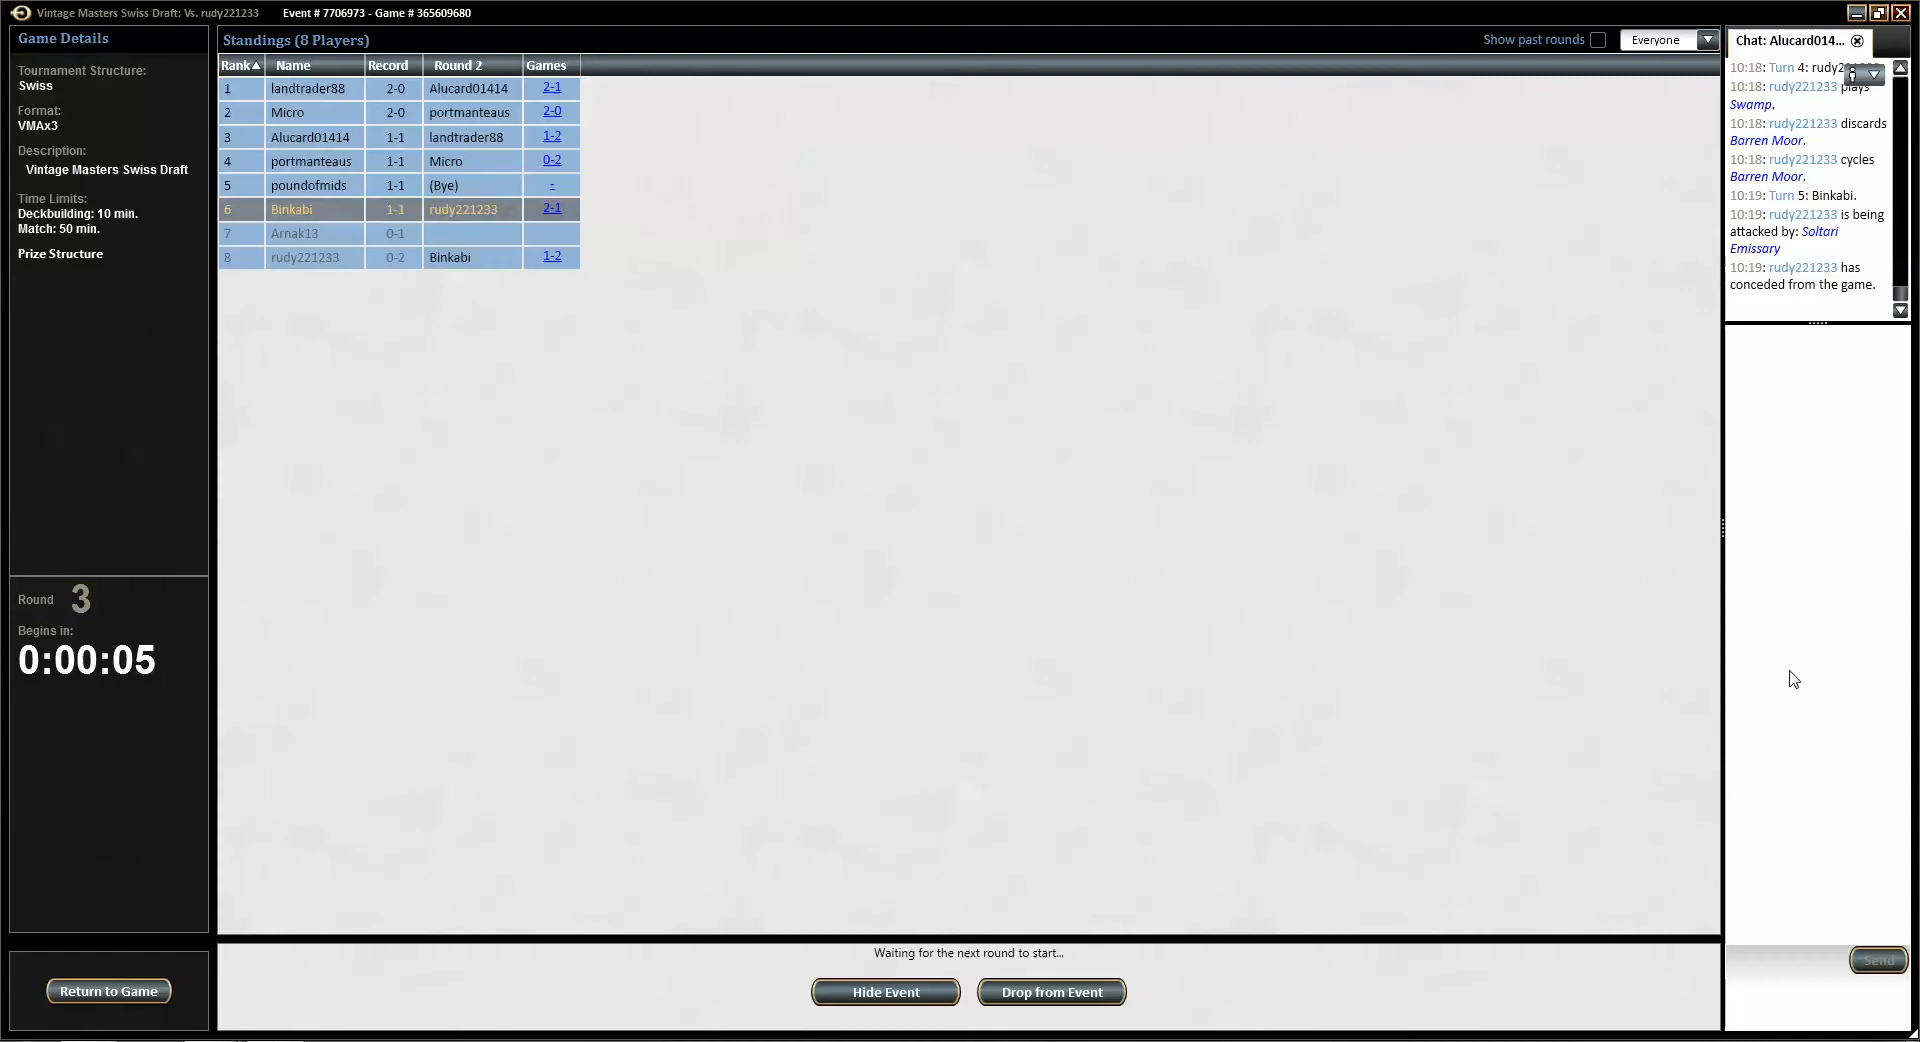 Vintage Masters Swiss Draft: Vs. rudy221233 Event # 7706973 - Game # 365609680
Game Details
Tournament Structure:
Swiss
Format:
VMAx3
Description:
Vintage Masters Swiss Draft
Time Limits:
Deckbuilding: 10 min.
Match: 50 min.
Prize Structure
Round 3
Begins in:
0:00:05
Return to Game
Standings (8 Players) Show past rounds Everyone
Rank Name Record Round 2 Games
1 landtrader88 2-0 Alucard01414 2-1
2 Micro 2-0 portmanteaus 2-0
3 Alucard01414 1-1 landtrader88 1-2
4 portmanteaus 1-1 Micro 0-2
5 poundofmids 1-1 (Bye) -
6 Binkabi 1-1 rudy221233 2-1
7 Arnak13 0-1
8 rudy221233 0-2 Binkabi 1-2
Waiting for the next round to start...
Hide Event Drop from Event
Chat: Alucard014...
10:18: Turn 4: rudy2
10:18: rudy221233 plays
Swamp.
10:18: rudy221233 discards
Barren Moor.
10:18: rudy221233 cycles
Barren Moor.
10:19: Turn 5: Binkabi.
10:19: rudy221233 is being
attacked by: Soltari
Emissary
10:19: rudy221233 has
conceded from the game.
Send